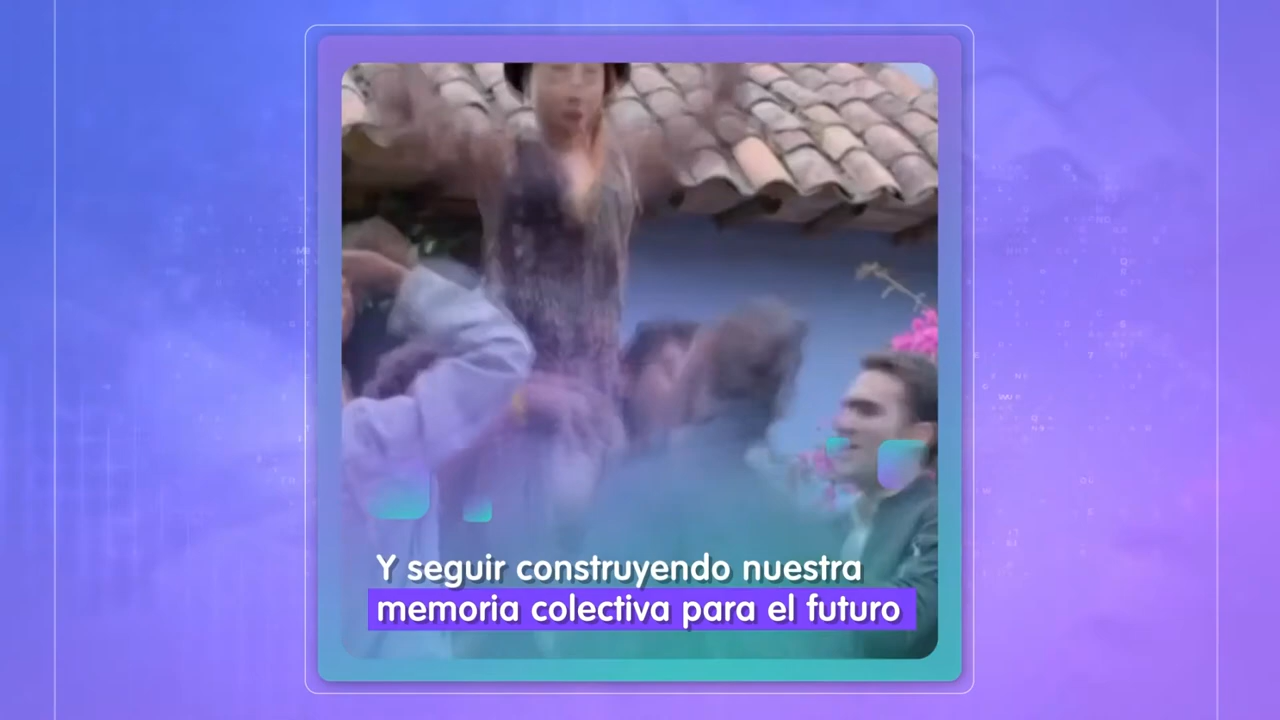 Y seguir construyendo nuestra
memoria colectiva para el futuro